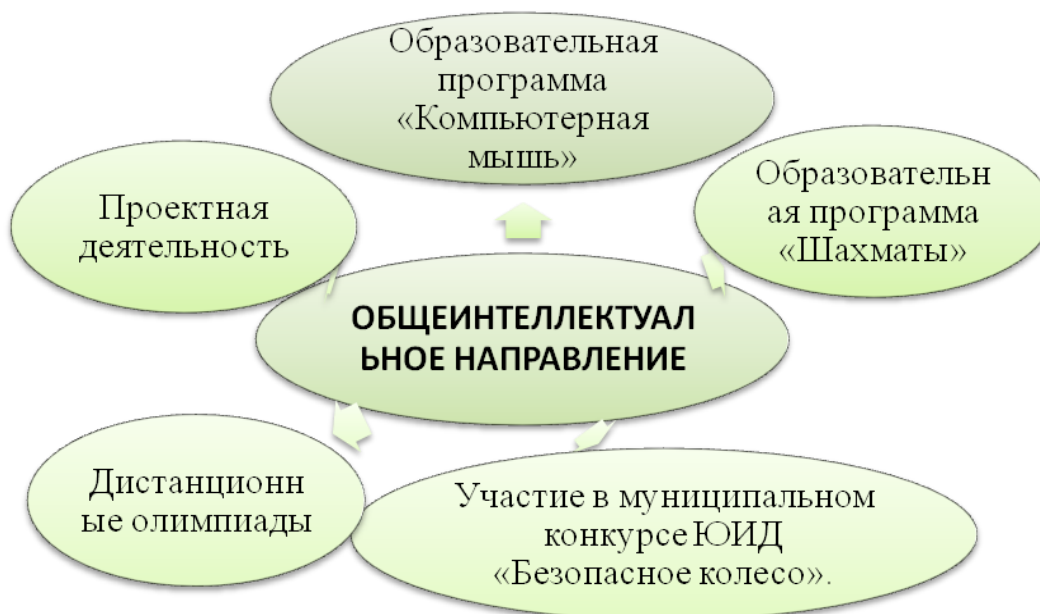 Образовательная
программа
«Компьютерная
мышь»
Проектная
деятельность
Образовательн
ая программа
«Шахматы»
ОБЩЕИНТЕЛЛЕКТУАЛ
ЬНОЕ НАПРАВЛЕНИЕ
Дистанционн
ые олимпиады
Участие в муниципальном
конкурсе ЮИД
«Безопасное колесо».